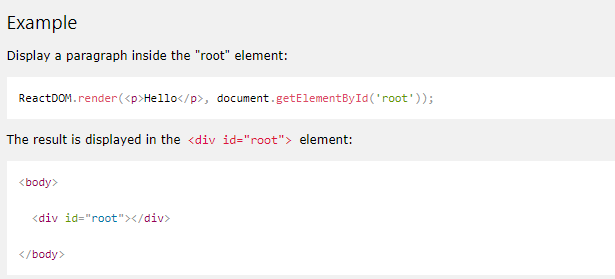 Example
Display a paragraph inside the "root" element:
ReactDOM.render(<p>Hello</p>, document.getElementById('root'));
The result is displayed in the <div id="root"> element:
<body>
<div id="root"></div>
</body>